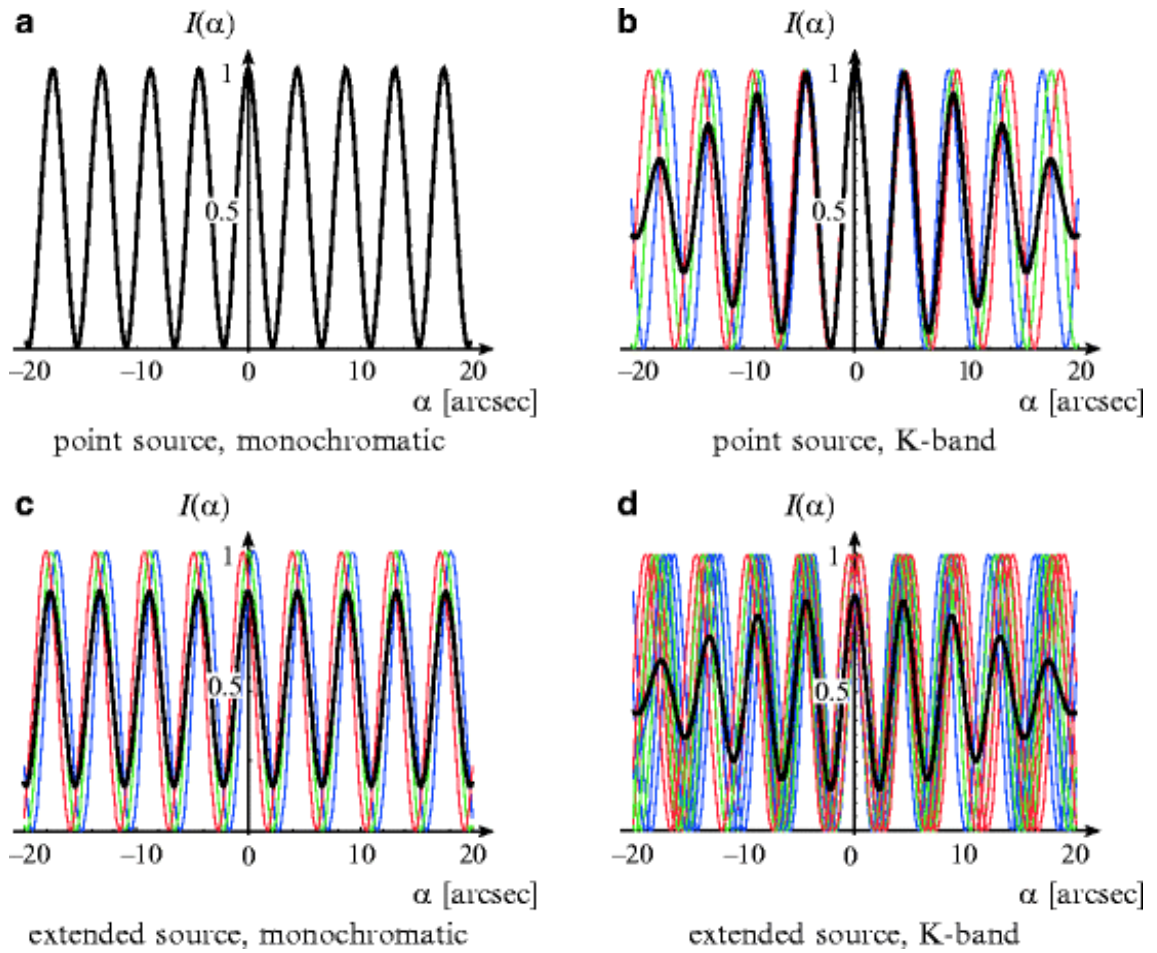 a
I(α)
1
0.5
−20 −10 0 10 20
α [arcsec]
point source, monochromatic
b
I(α)
1
0.5
−20 −10 0 10 20
α [arcsec]
point source, K-band
c
I(α)
1
0.5
−20 −10 0 10 20
α [arcsec]
extended source, monochromatic
d
I(α)
1
0.5
−20 −10 0 10 20
α [arcsec]
extended source, K-band